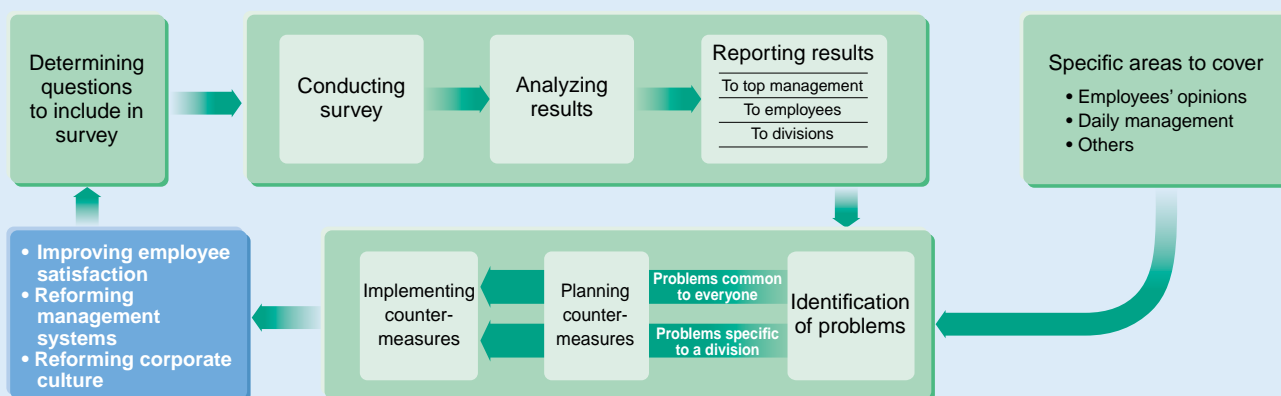 Determining
questions
to include in
survey
Conducting
survey
Analyzing
results
Reporting results
To top management
To employees
To divisions
Specific areas to cover
• Employees’ opinions
• Daily management
• Others
• Improving employee
satisfaction
• Reforming
management
systems
• Reforming corporate
culture
Implementing
counter-
measures
Planning
counter-
measures
Problems common
to everyone
Problems specific
to a division
Identification
of problems